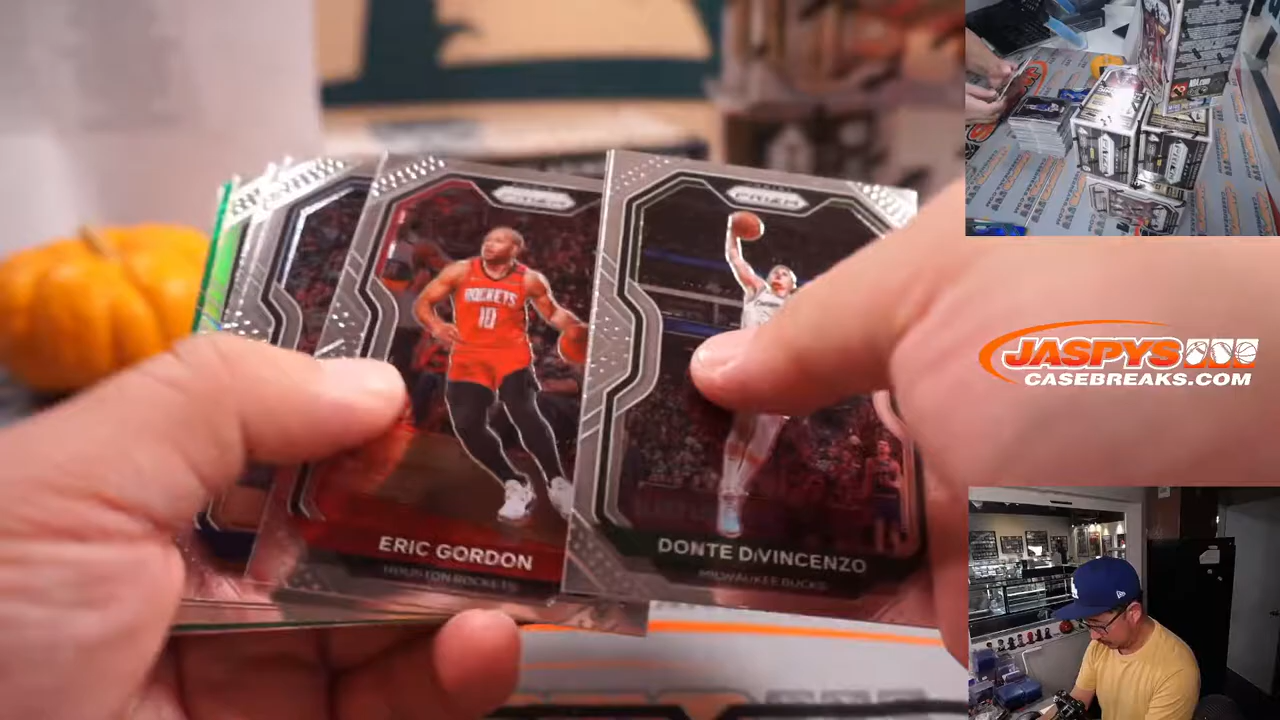 PRIZM
PRIZM
ROCKETS
10
ERIC GORDON
HOUSTON ROCKETS
DONTE DiVINCENZO
MILWAUKEE BUCKS
JASPYS
CASEBREAKS.COM